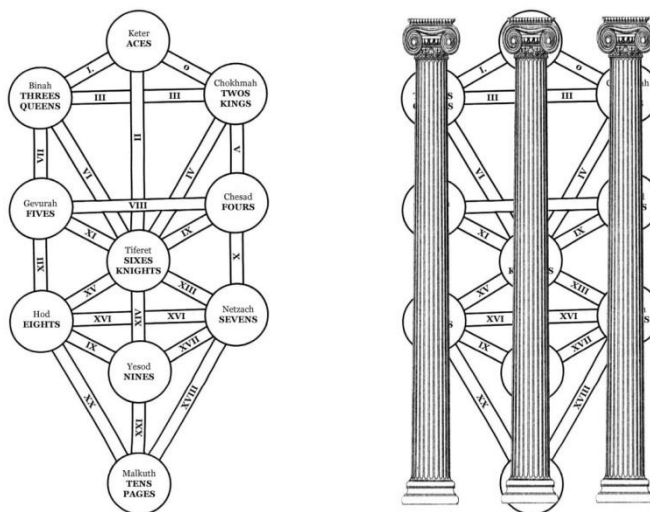 Keter
ACES
I.
0
Binah
THREES
QUEENS
Chokhmah
TWOS
KINGS
III
III
II
VII
VI
IV
V
Gevurah
FIVES
VIII
Chesad
FOURS
XI
IX
Tiferet
SIXES
KNIGHTS
XII
X
XV
XIII
Hod
EIGHTS
XVI
XIV
XVI
Netzach
SEVENS
IX
XVII
Yesod
NINES
XX
XXI
XVIII
Malkuth
TENS
PAGES
I.
0
III
III
VI
IV
XI
IX
XV
XIII
XVI
XVI
IX
XVII
XX
XVIII